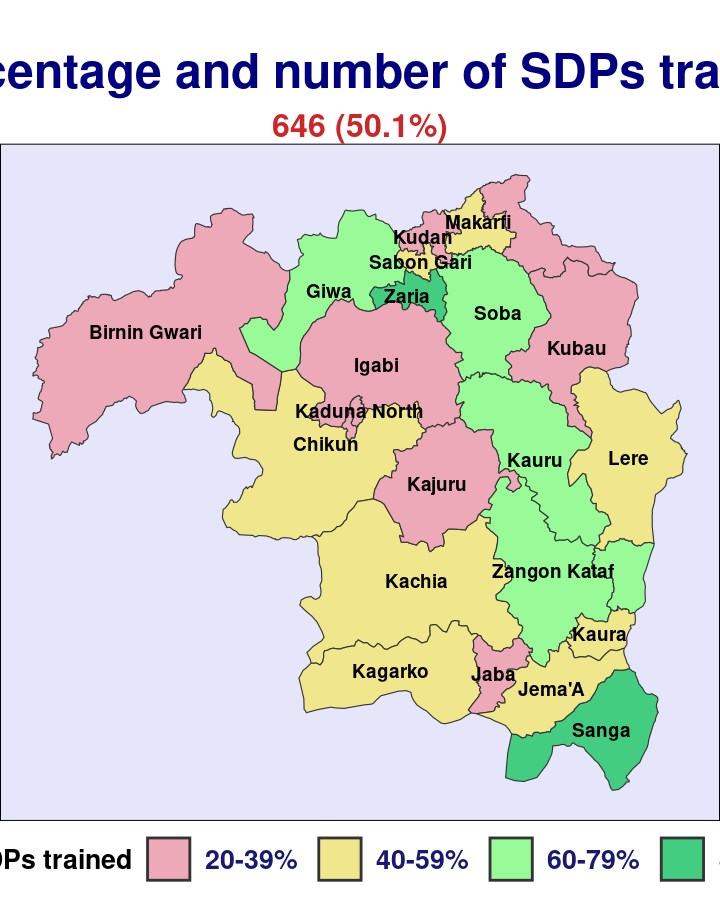 centage and number of SDPs tra
646 (50.1%)
Makarfi
Kudan
Sabon Gari
Giwa
Zaria
Soba
Birnin Gwari
Kubau
Igabi
Kaduna North
Chikun
Lere
Kauru
Kajuru
Zangon Kataf
Kachia
Kaura
Kagarko
Jaba
Jema'A
Sanga
DPs trained 20-39% 40-59% 60-79%